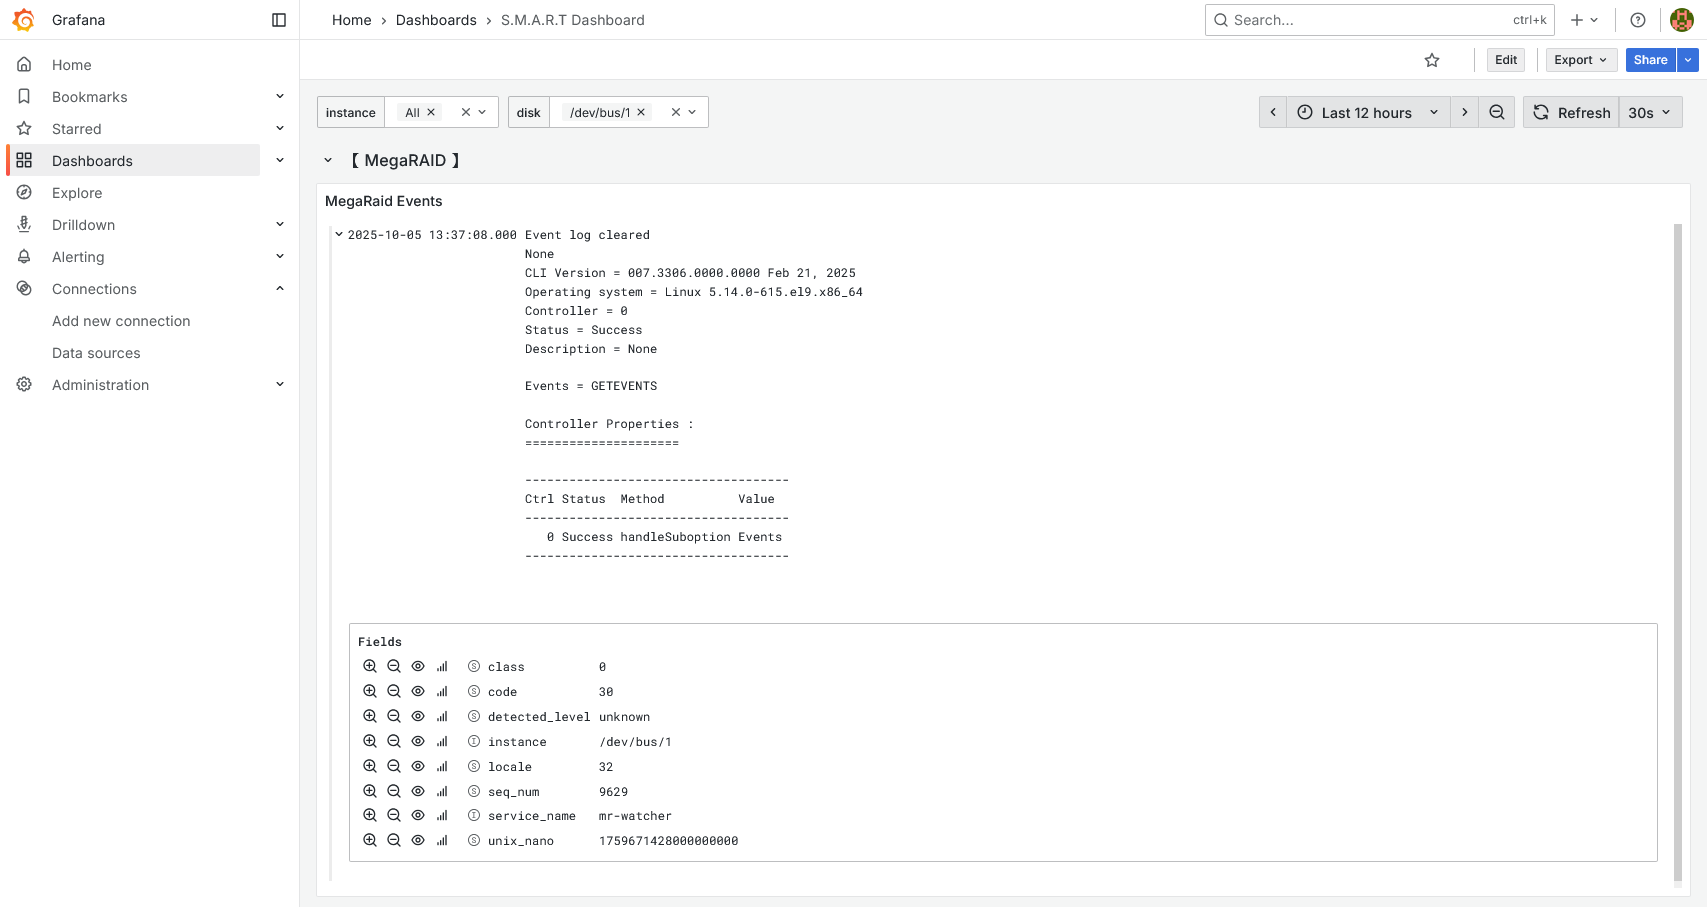 Grafana
Home › Dashboards › S.M.A.R.T Dashboard
Search...
ctrl+k
Edit
Export
Share
Home
Bookmarks
Starred
Dashboards
Explore
Drilldown
Alerting
Connections
Add new connection
Data sources
Administration
instance All
disk /dev/bus/1
Last 12 hours
Refresh
30s
【 MegaRAID 】
MegaRaid Events
2025-10-05 13:37:08.000 Event log cleared
None
CLI Version = 007.3306.0000.0000 Feb 21, 2025
Operating system = Linux 5.14.0-615.el9.x86_64
Controller = 0
Status = Success
Description = None
Events = GETEVENTS
Controller Properties :
=====================
------------------------------------
Ctrl Status  Method          Value
------------------------------------
   0 Success handleSuboption Events
------------------------------------
Fields
S class 0
S code 30
S detected_level unknown
I instance /dev/bus/1
S locale 32
S seq_num 9629
I service_name mr-watcher
S unix_nano 1759671428000000000